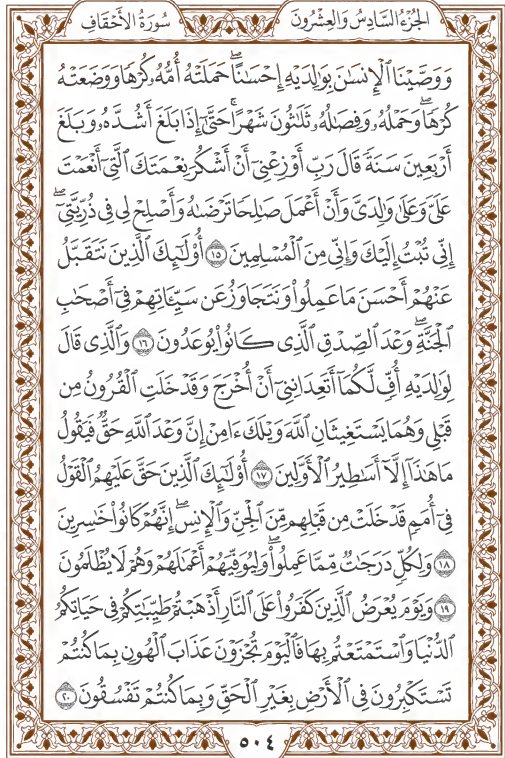 الجزء السادس والعشرون
سورة الأحقاف
وَوَصَّيْنَا ٱلْإِنسَٰنَ بِوَٰلِدَيْهِ إِحْسَٰنًاۖ حَمَلَتْهُ أُمُّهُۥ كُرْهًا وَوَضَعَتْهُ
كُرْهًاۖ وَحَمْلُهُۥ وَفِصَٰلُهُۥ ثَلَٰثُونَ شَهْرًاۚ حَتَّىٰٓ إِذَا بَلَغَ أَشُدَّهُۥ وَبَلَغَ
أَرْبَعِينَ سَنَةً قَالَ رَبِّ أَوْزِعْنِىٓ أَنْ أَشْكُرَ نِعْمَتَكَ ٱلَّتِىٓ أَنْعَمْتَ
عَلَىَّ وَعَلَىٰ وَٰلِدَىَّ وَأَنْ أَعْمَلَ صَٰلِحًا تَرْضَىٰهُ وَأَصْلِحْ لِى فِى ذُرِّيَّتِىٓۖ
إِنِّى تُبْتُ إِلَيْكَ وَإِنِّى مِنَ ٱلْمُسْلِمِينَ ١٥ أُو۟لَٰٓئِكَ ٱلَّذِينَ نَتَقَبَّلُ
عَنْهُمْ أَحْسَنَ مَا عَمِلُوا۟ وَنَتَجَاوَزُ عَن سَيِّـَٔاتِهِمْ فِىٓ أَصْحَٰبِ
ٱلْجَنَّةِۖ وَعْدَ ٱلصِّدْقِ ٱلَّذِى كَانُوا۟ يُوعَدُونَ ١٦ وَٱلَّذِى قَالَ
لِوَٰلِدَيْهِ أُفٍّ لَّكُمَآ أَتَعِدَانِنِىٓ أَنْ أُخْرَجَ وَقَدْ خَلَتِ ٱلْقُرُونُ مِن
قَبْلِى وَهُمَا يَسْتَغِيثَانِ ٱللَّهَ وَيْلَكَ ءَامِنْ إِنَّ وَعْدَ ٱللَّهِ حَقٌّ فَيَقُولُ
مَا هَٰذَآ إِلَّآ أَسَٰطِيرُ ٱلْأَوَّلِينَ ١٧ أُو۟لَٰٓئِكَ ٱلَّذِينَ حَقَّ عَلَيْهِمُ ٱلْقَوْلُ
فِىٓ أُمَمٍ قَدْ خَلَتْ مِن قَبْلِهِم مِّنَ ٱلْجِنِّ وَٱلْإِنسِۖ إِنَّهُمْ كَانُوا۟ خَٰسِرِينَ
١٨ وَلِكُلٍّ دَرَجَٰتٌ مِّمَّا عَمِلُوا۟ۖ وَلِيُوَفِّيَهُمْ أَعْمَٰلَهُمْ وَهُمْ لَا يُظْلَمُونَ
١٩ وَيَوْمَ يُعْرَضُ ٱلَّذِينَ كَفَرُوا۟ عَلَى ٱلنَّارِ أَذْهَبْتُمْ طَيِّبَٰتِكُمْ فِى حَيَاتِكُمُ
ٱلدُّنْيَا وَٱسْتَمْتَعْتُم بِهَا فَٱلْيَوْمَ تُجْزَوْنَ عَذَابَ ٱلْهُونِ بِمَا كُنتُمْ
تَسْتَكْبِرُونَ فِى ٱلْأَرْضِ بِغَيْرِ ٱلْحَقِّ وَبِمَا كُنتُمْ تَفْسُقُونَ ٢٠
٥٠٤